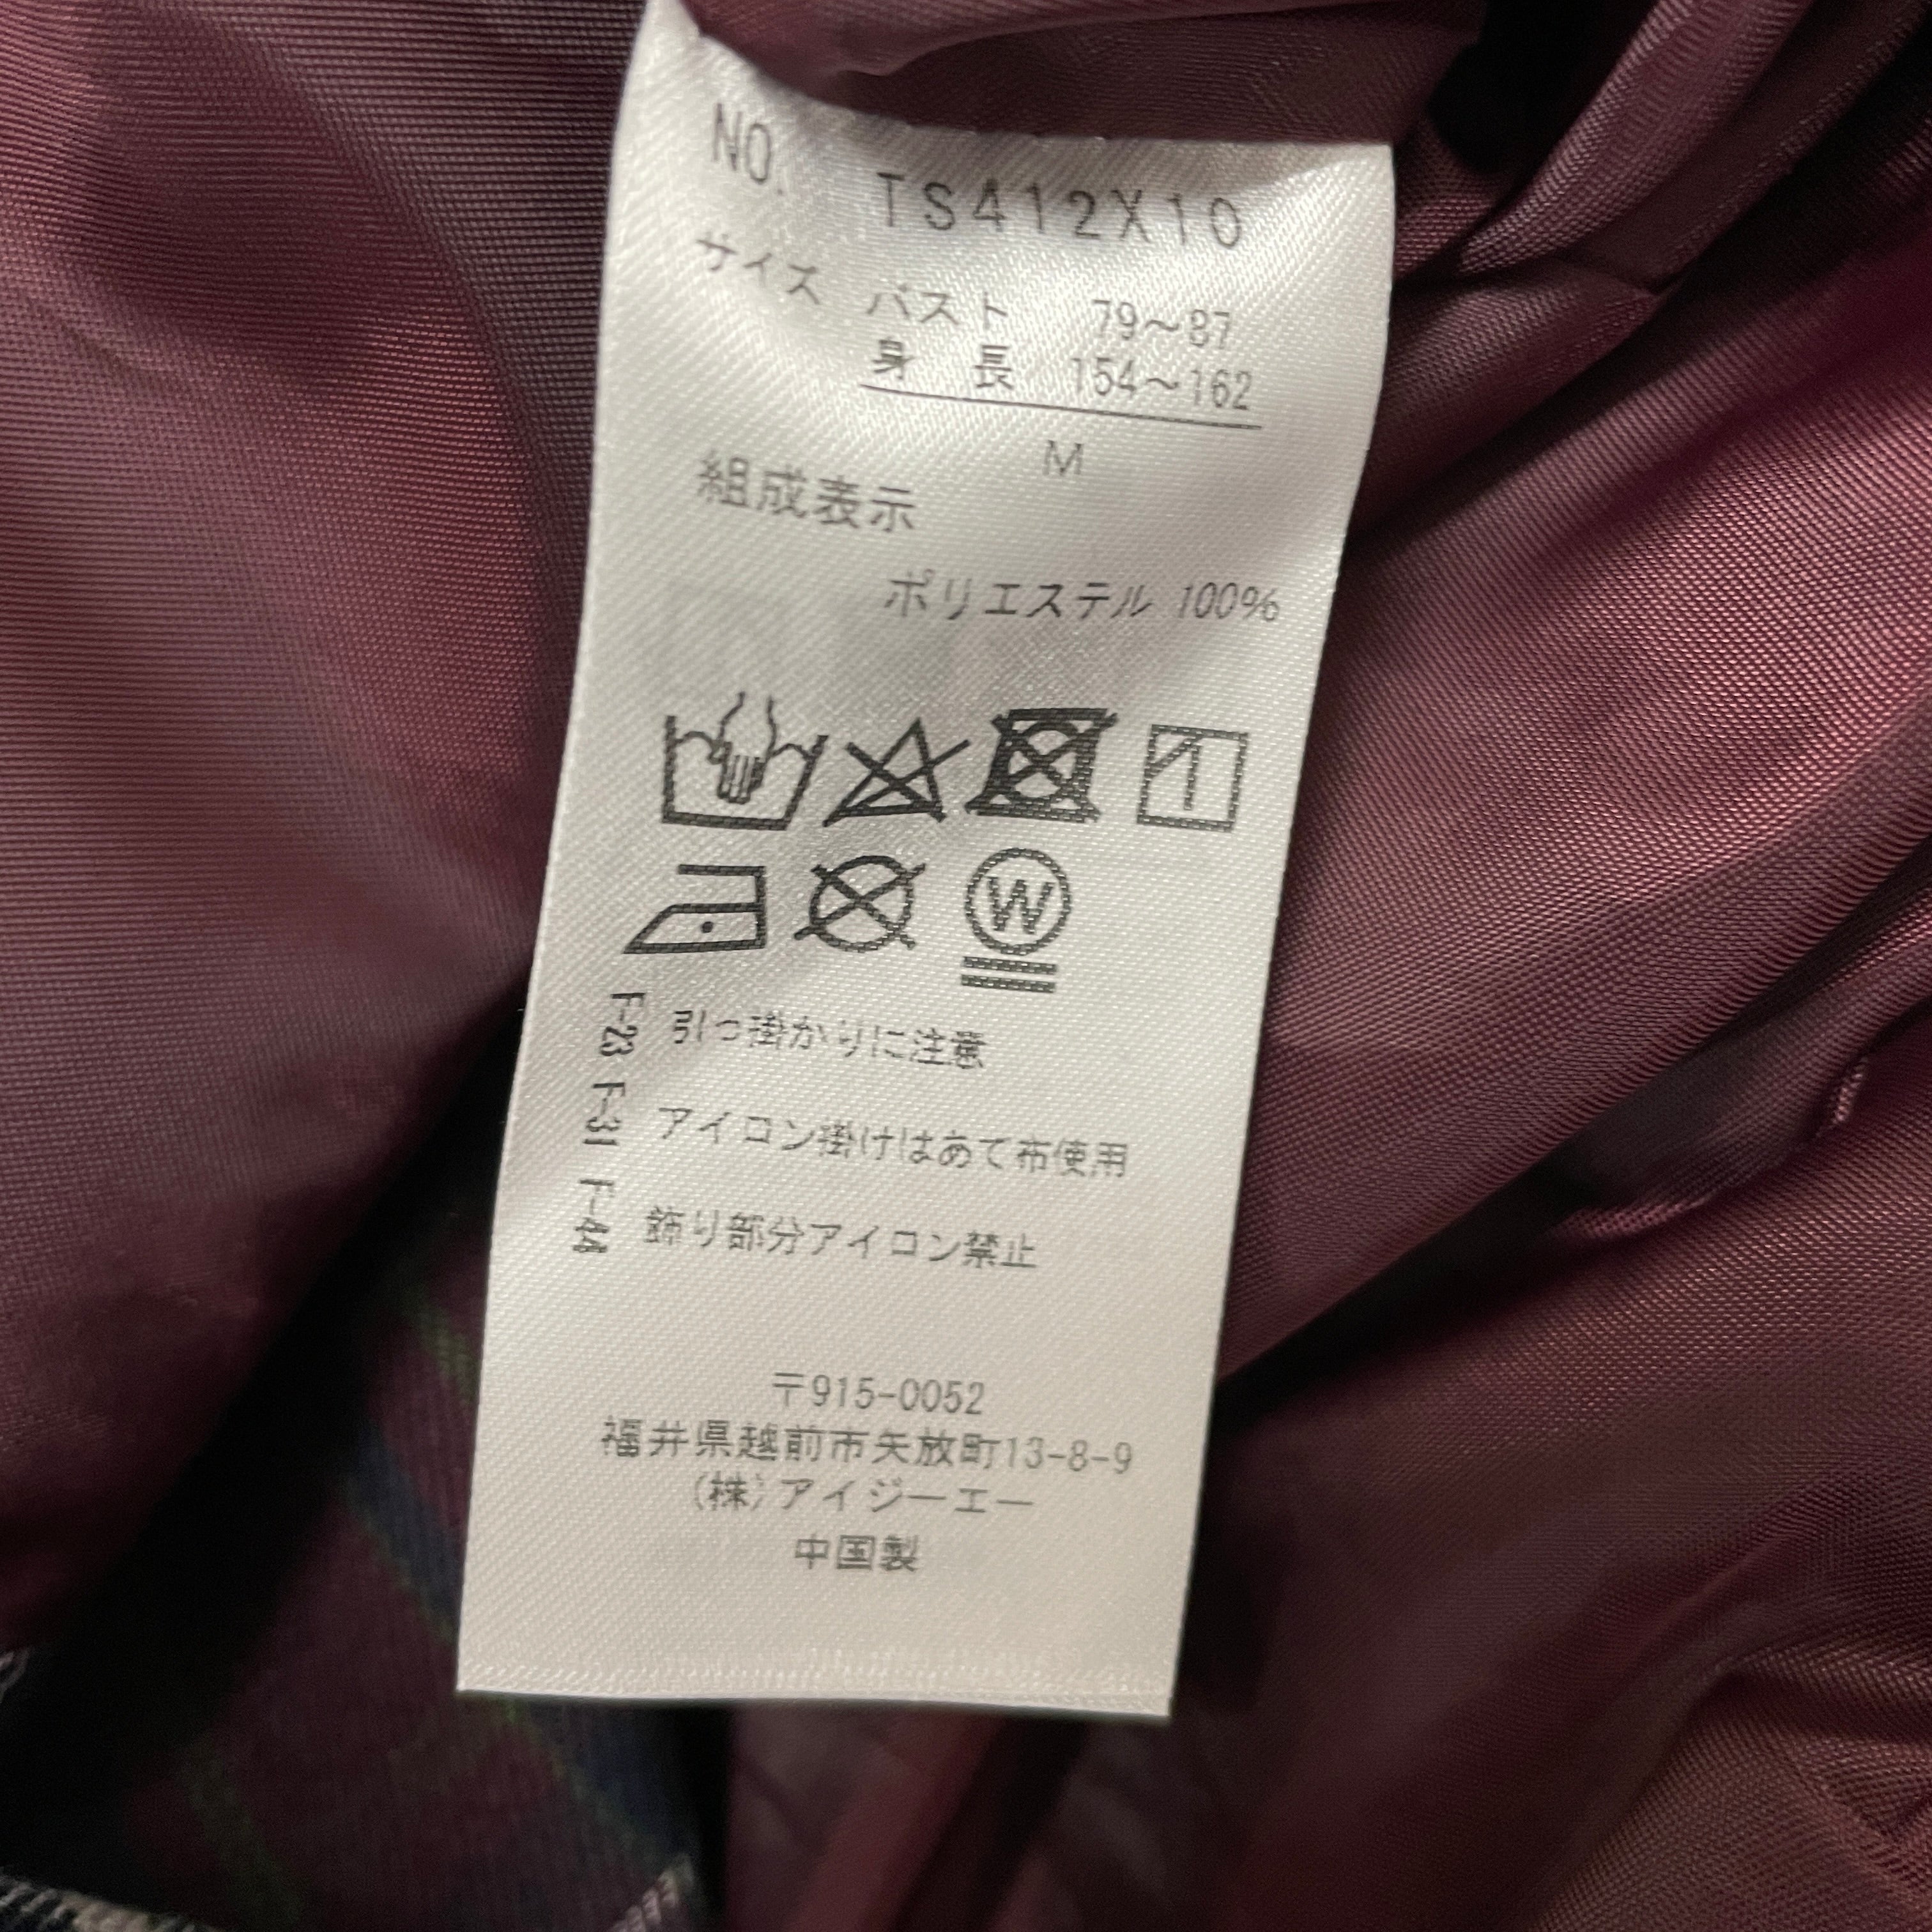 NO. TS412X10
サイズ バスト 79~87
身長 154~162
M
組成表示
ポリエステル 100%
W
F-23 引っ掛かりに注意
F-31 アイロン掛けはあて布使用
F-44 飾り部分アイロン禁止
〒915-0052
福井県越前市矢放町13-8-9
(株)アイジーエー
中国製